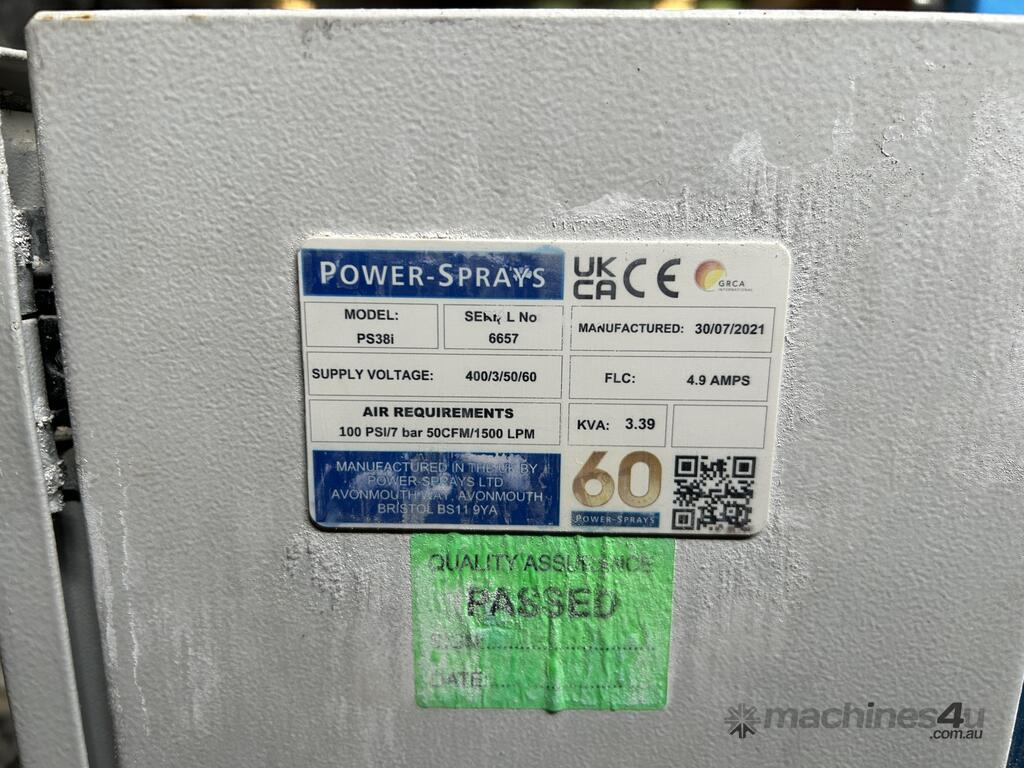 POWER-SPRAYS
UK
CA CE
GRCA
INTERNATIONAL
MODEL:
PS38i
SERIAL No
6657
MANUFACTURED: 30/07/2021
SUPPLY VOLTAGE: 400/3/50/60
FLC: 4.9 AMPS
AIR REQUIREMENTS
100 PSI/7 bar 50CFM/1500 LPM
KVA: 3.39
MANUFACTURED IN THE UK BY
POWER-SPRAYS LTD
AVONMOUTH WAY, AVONMOUTH
BRISTOL BS11 9YA
60
POWER-SPRAYS
QUALITY ASSURANCE
PASSED
SIGN
DATE
machines4u
.com.au